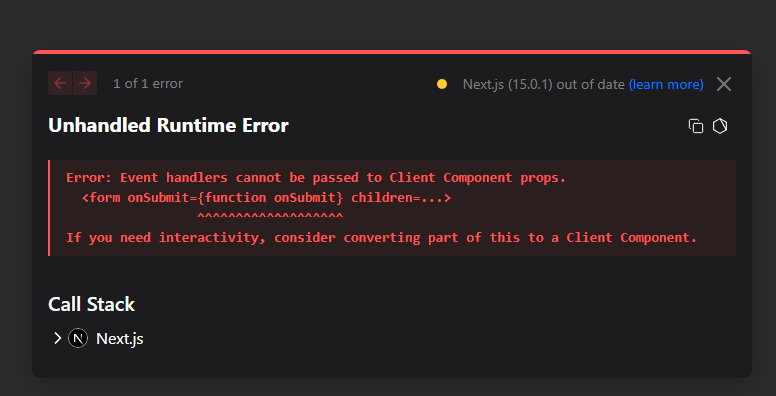 1 of 1 error
Next.js (15.0.1) out of date (learn more)
Unhandled Runtime Error
Error: Event handlers cannot be passed to Client Component props.
  <form onSubmit={function onSubmit} children=...>
                 ^^^^^^^^^^^^^^^^^^^
If you need interactivity, consider converting part of this to a Client Component.
Call Stack
N Next.js